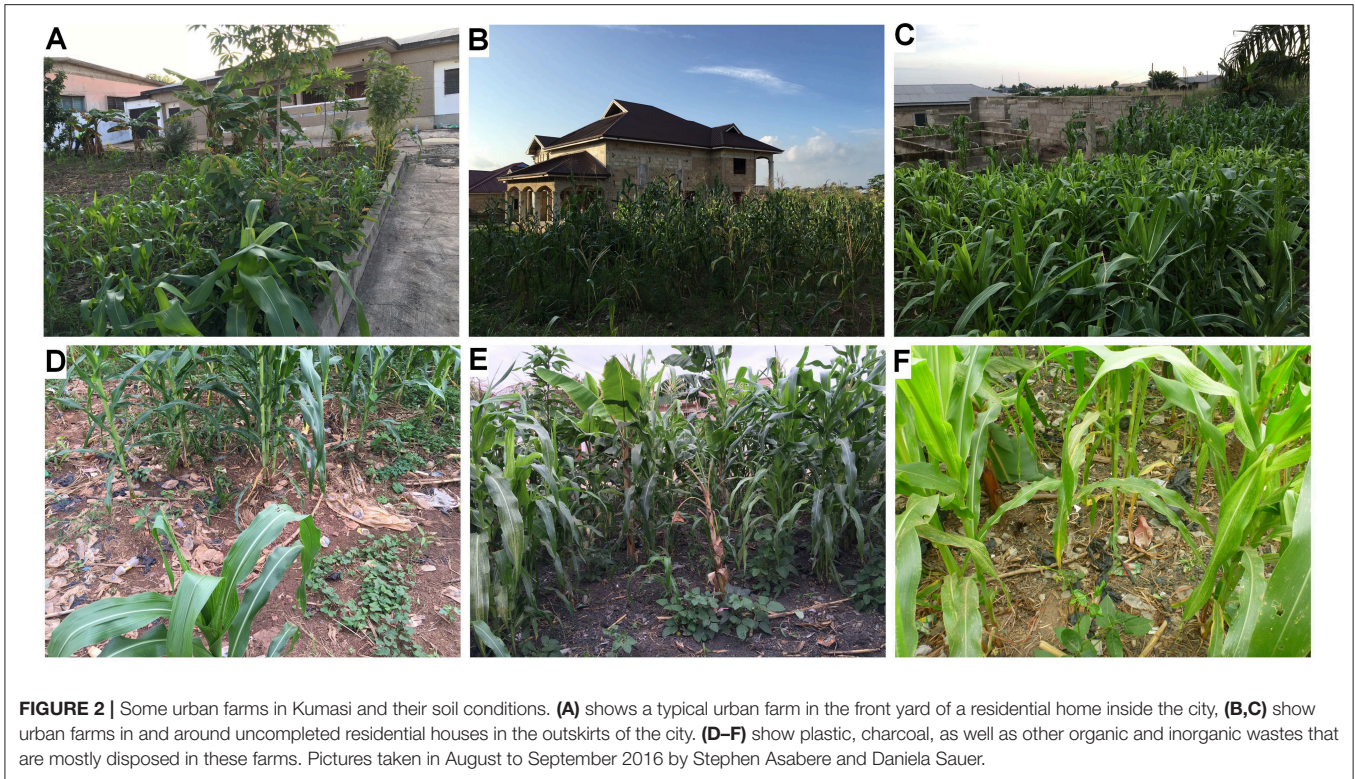 A
B
C
D
E
F
FIGURE 2 | Some urban farms in Kumasi and their soil conditions. (A) shows a typical urban farm in the front yard of a residential home inside the city, (B,C) show
urban farms in and around uncompleted residential houses in the outskirts of the city. (D–F) show plastic, charcoal, as well as other organic and inorganic wastes that
are mostly disposed in these farms. Pictures taken in August to September 2016 by Stephen Asabere and Daniela Sauer.